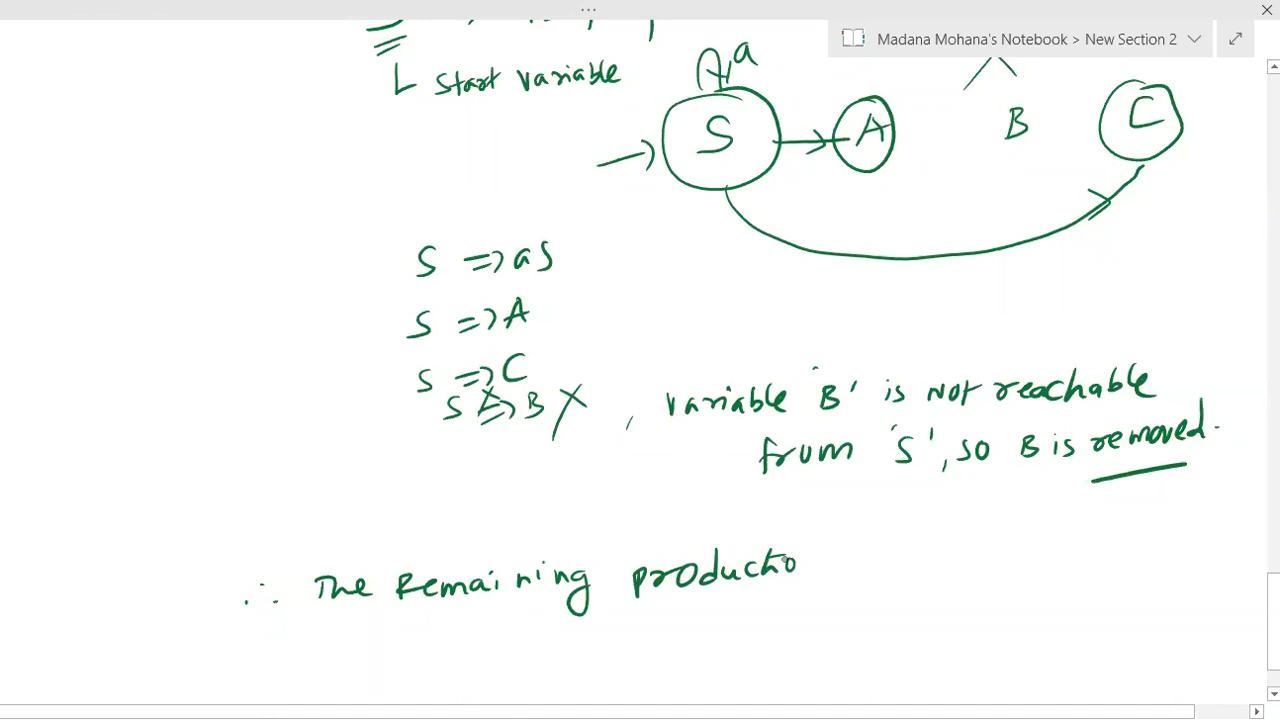 Madana Mohana's Notebook > New Section 2
Start variable
a
S
A
B
C
S => aS
S => A
S => C
S => B
, variable 'B' is Not reachable
from 'S', so B is removed.
∴ The Remaining productio